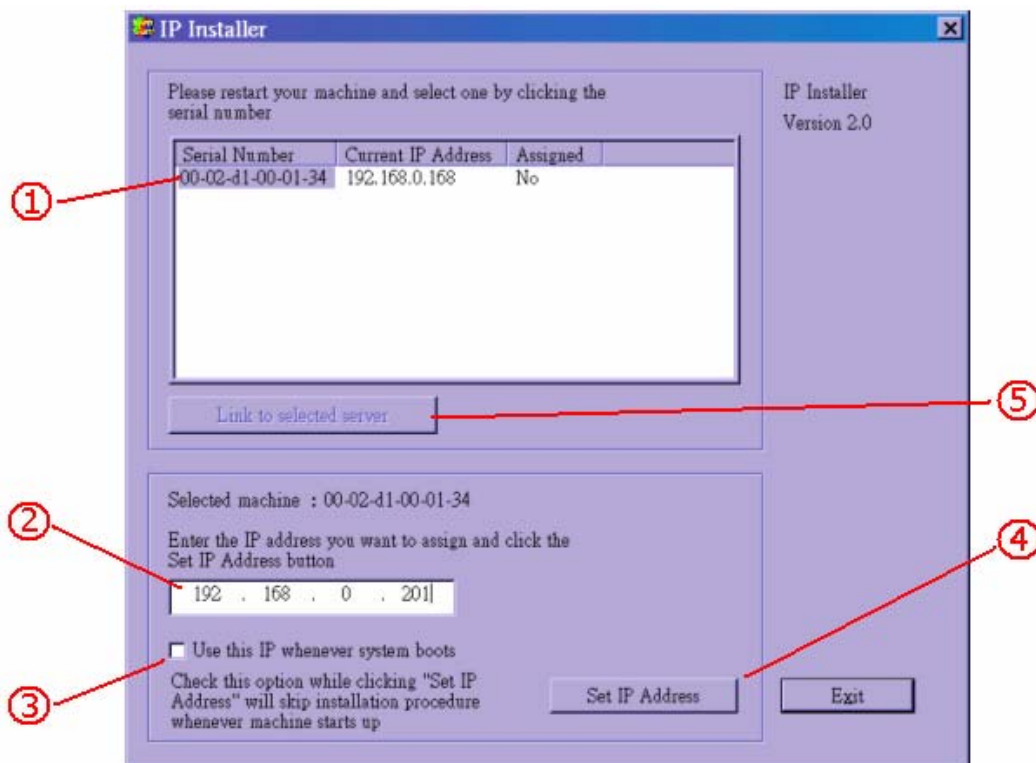 IP Installer
Please restart your machine and select one by clicking the
serial number
IP Installer
Version 2.0
Serial Number Current IP Address Assigned
00-02-d1-00-01-34 192.168.0.168 No
①
Link to selected server
⑤
Selected machine : 00-02-d1-00-01-34
②
Enter the IP address you want to assign and click the
Set IP Address button
④
192 . 168 . 0 . 201
Use this IP whenever system boots
③
Check this option while clicking "Set IP
Address" will skip installation procedure
whenever machine starts up
Set IP Address
Exit